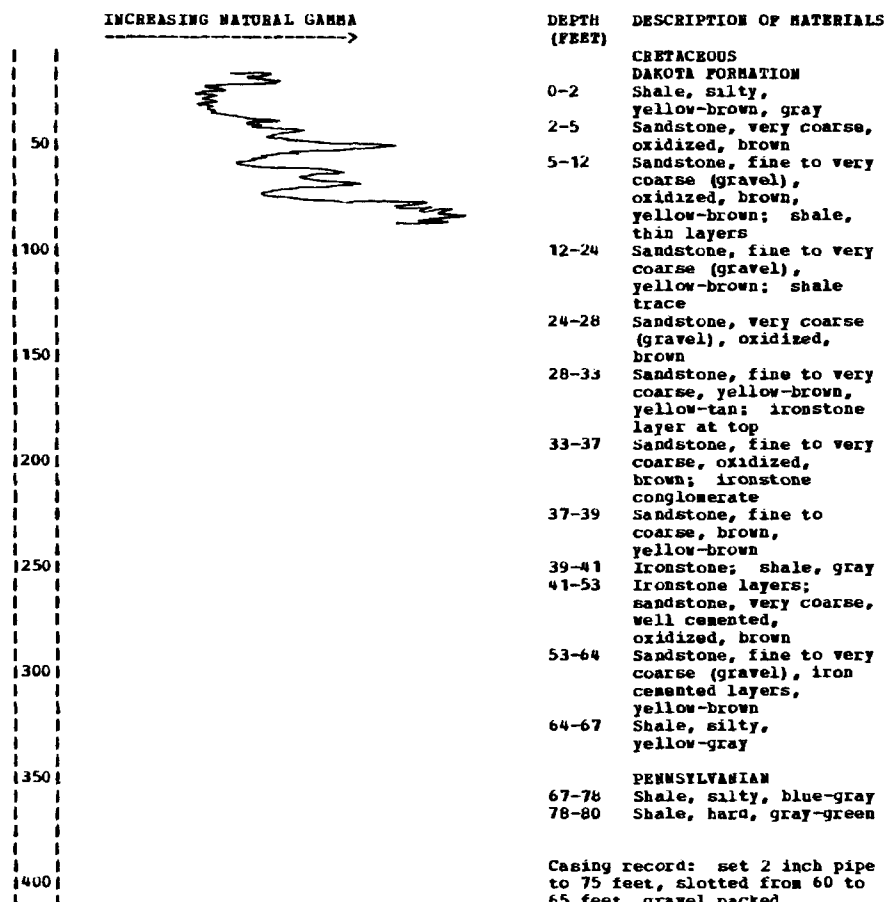 INCREASING NATURAL GAMMA
DEPTH DESCRIPTION OF MATERIALS
(FEET)
CRETACEOUS
DAKOTA FORMATION
0-2 Shale, silty,
yellow-brown, gray
2-5 Sandstone, very coarse,
oxidized, brown
5-12 Sandstone, fine to very
coarse (gravel),
oxidized, brown,
yellow-brown; shale,
thin layers
12-24 Sandstone, fine to very
coarse (gravel),
yellow-brown; shale
trace
24-28 Sandstone, very coarse
(gravel), oxidized,
brown
28-33 Sandstone, fine to very
coarse, yellow-brown,
yellow-tan; ironstone
layer at top
33-37 Sandstone, fine to very
coarse, oxidized,
brown; ironstone
conglomerate
37-39 Sandstone, fine to
coarse, brown,
yellow-brown
39-41 Ironstone; shale, gray
41-53 Ironstone layers;
sandstone, very coarse,
well cemented,
oxidized, brown
53-64 Sandstone, fine to very
coarse (gravel), iron
cemented layers,
yellow-brown
64-67 Shale, silty,
yellow-gray
PENNSYLVANIAN
67-78 Shale, silty, blue-gray
78-80 Shale, hard, gray-green
Casing record: set 2 inch pipe
to 75 feet, slotted from 60 to
65 feet, gravel packed
50
100
150
200
250
300
350
400